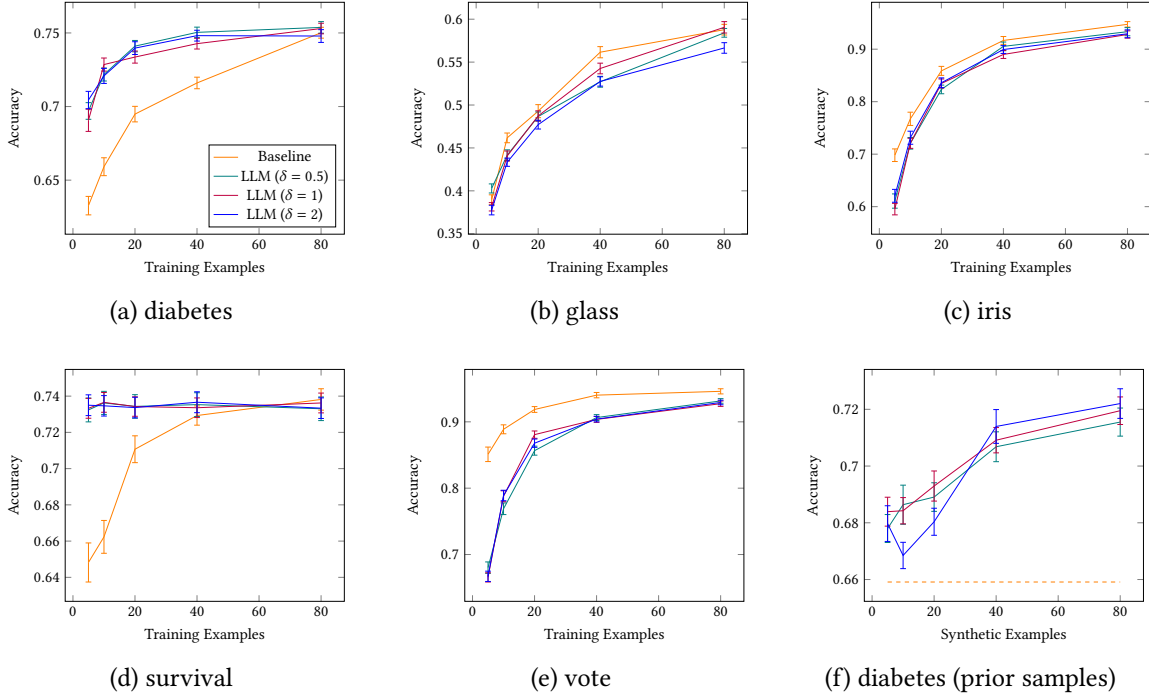 0.75
0.7
0.65
Accuracy
Baseline
LLM (δ = 0.5)
LLM (δ = 1)
LLM (δ = 2)
0 20 40 60 80
Training Examples
(a) diabetes
0.6
0.55
0.5
0.45
0.4
0.35
Accuracy
0 20 40 60 80
Training Examples
(b) glass
0.9
0.8
0.7
0.6
Accuracy
0 20 40 60 80
Training Examples
(c) iris
0.74
0.72
0.7
0.68
0.66
0.64
Accuracy
0 20 40 60 80
Training Examples
(d) survival
0.9
0.8
0.7
Accuracy
0 20 40 60 80
Training Examples
(e) vote
0.72
0.7
0.68
0.66
Accuracy
0 20 40 60 80
Synthetic Examples
(f) diabetes (prior samples)